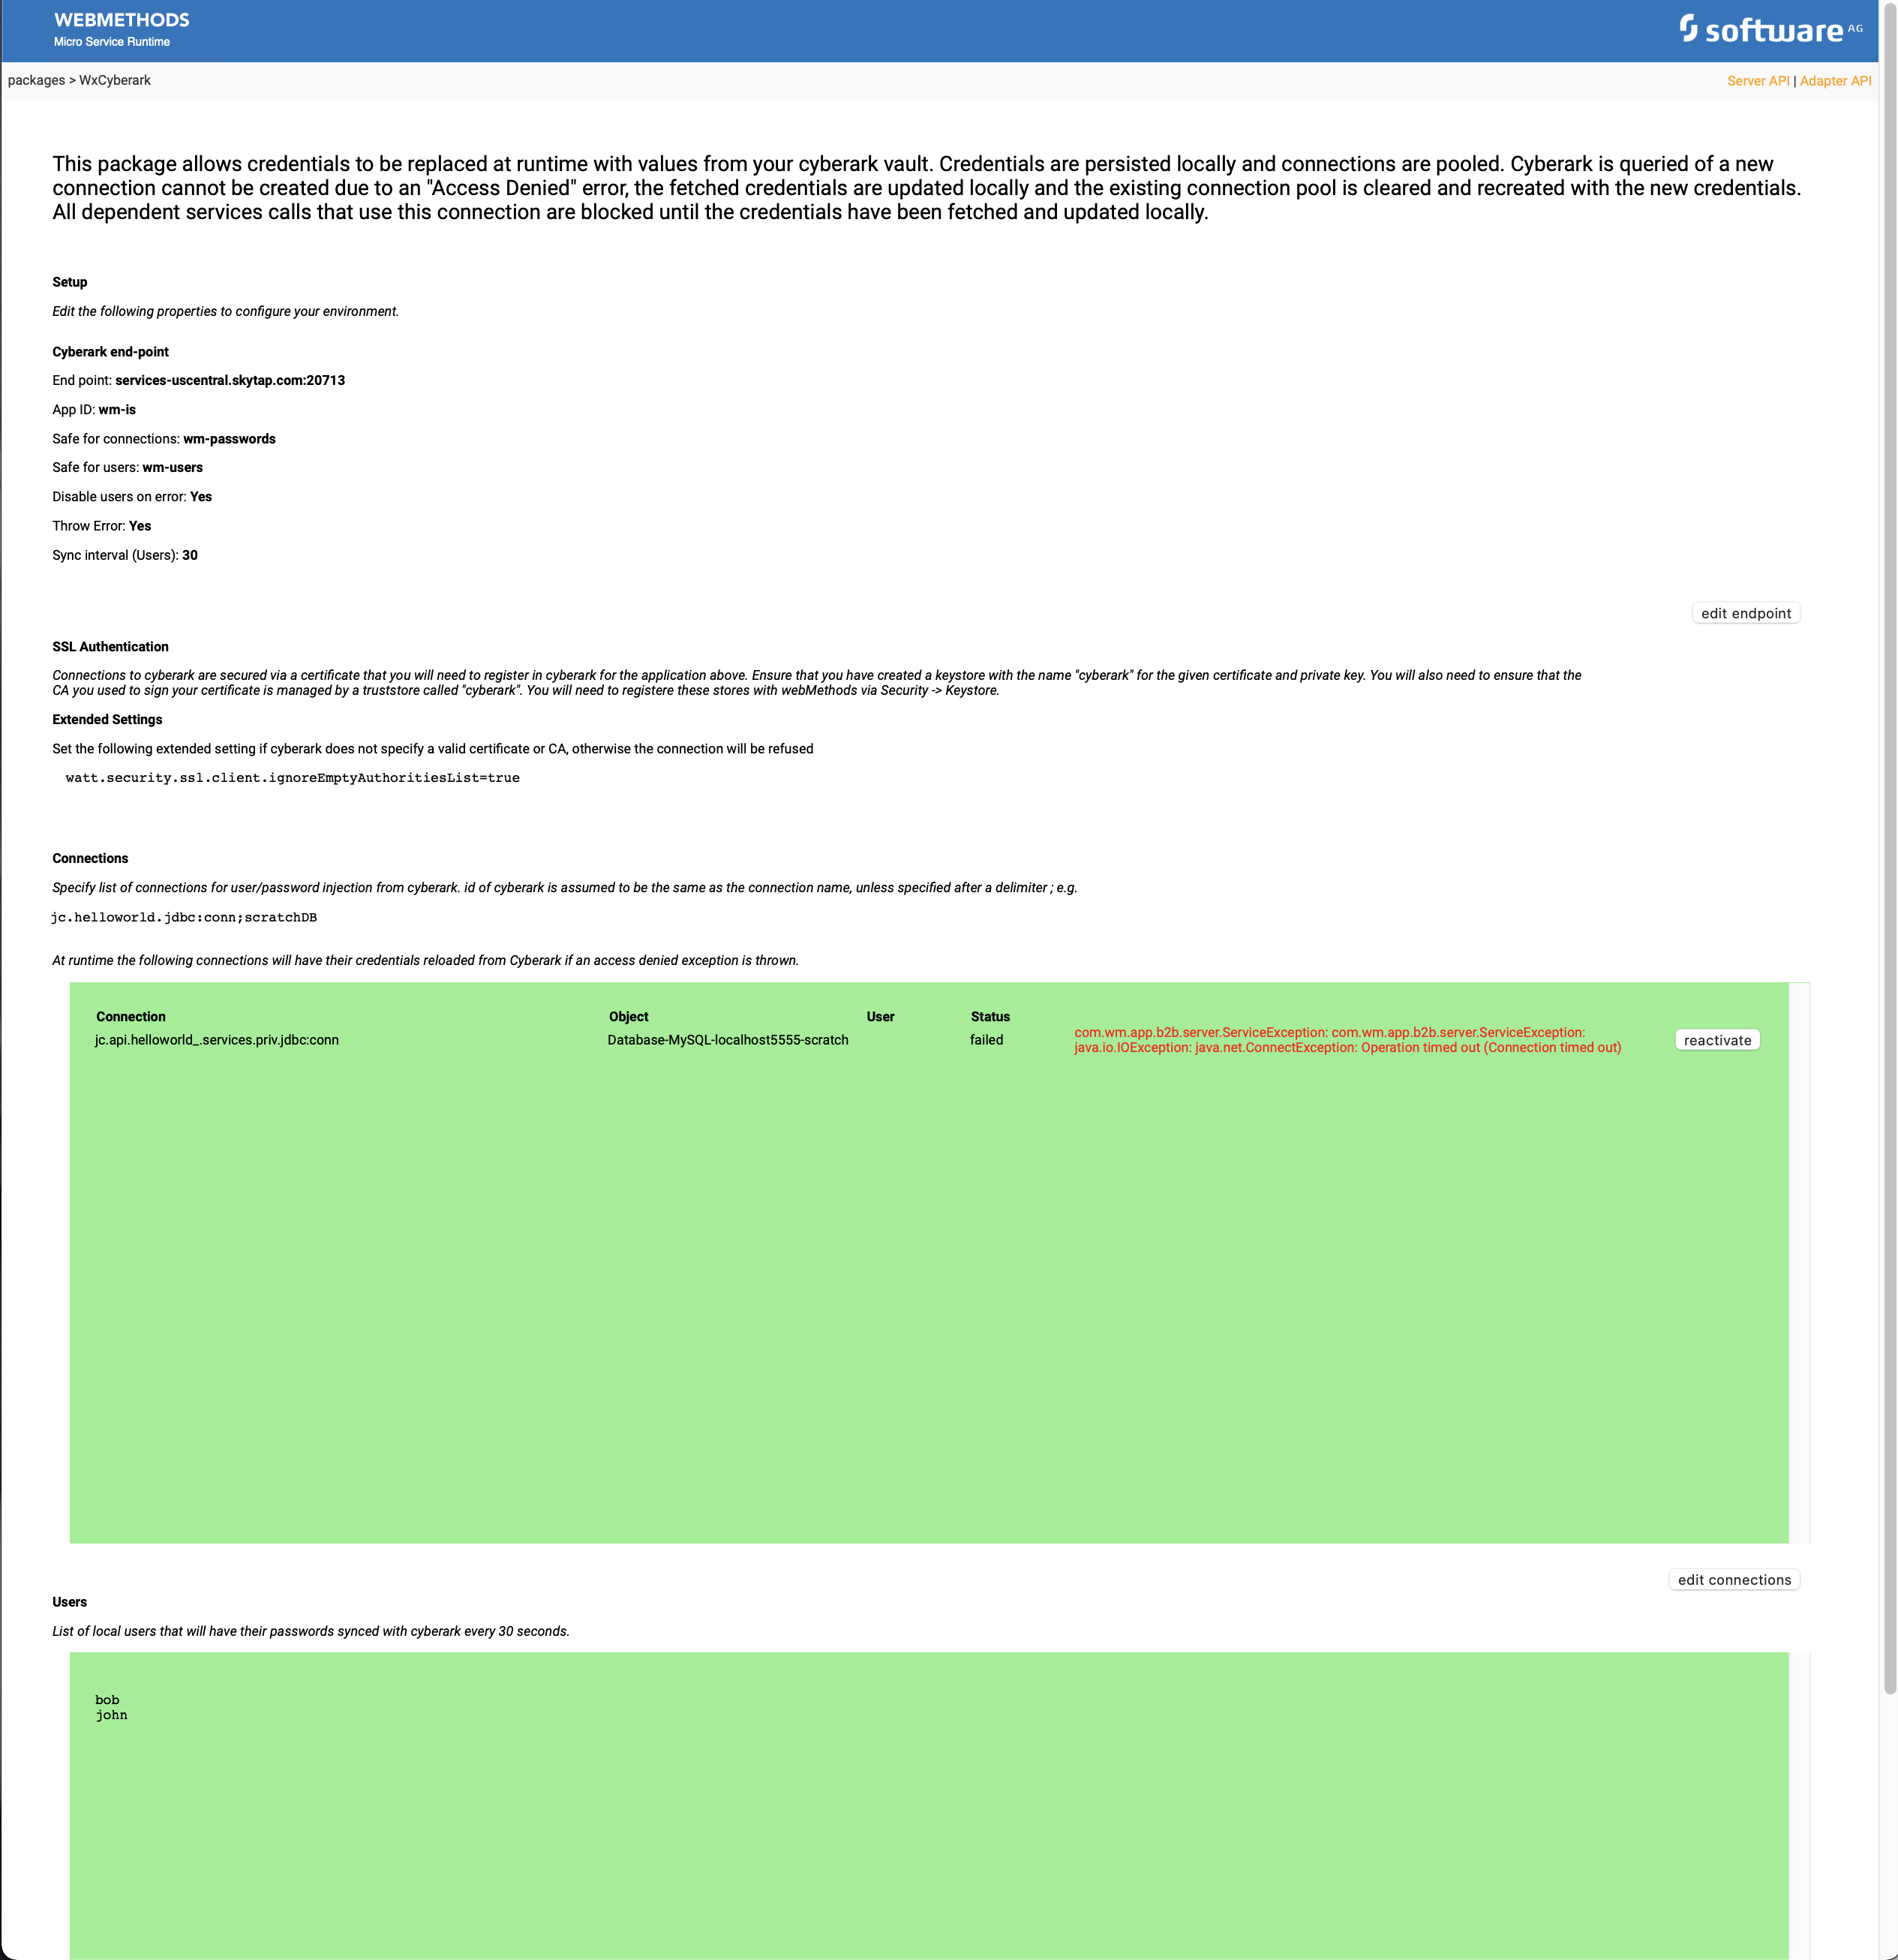 WEBMETHODS
Micro Service Runtime
software AG
packages > WxCyberark
Server API | Adapter API
This package allows credentials to be replaced at runtime with values from your cyberark vault. Credentials are persisted locally and connections are pooled. Cyberark is queried of a new
connection cannot be created due to an "Access Denied" error, the fetched credentials are updated locally and the existing connection pool is cleared and recreated with the new credentials.
All dependent services calls that use this connection are blocked until the credentials have been fetched and updated locally.
Setup
Edit the following properties to configure your environment.
Cyberark end-point
End point: services-uscentral.skytap.com:20713
App ID: wm-is
Safe for connections: wm-passwords
Safe for users: wm-users
Disable users on error: Yes
Throw Error: Yes
Sync interval (Users): 30
edit endpoint
SSL Authentication
Connections to cyberark are secured via a certificate that you will need to register in cyberark for the application above. Ensure that you have created a keystore with the name "cyberark" for the given certificate and private key. You will also need to ensure that the
CA you used to sign your certificate is managed by a truststore called "cyberark". You will need to registere these stores with webMethods via Security -> Keystore.
Extended Settings
Set the following extended setting if cyberark does not specify a valid certificate or CA, otherwise the connection will be refused
watt.security.ssl.client.ignoreEmptyAuthoritiesList=true
Connections
Specify list of connections for user/password injection from cyberark. id of cyberark is assumed to be the same as the connection name, unless specified after a delimiter ; e.g.
jc.helloworld.jdbc:conn;scratchDB
At runtime the following connections will have their credentials reloaded from Cyberark if an access denied exception is thrown.
Connection Object User Status
jc.api.helloworld_.services.priv.jdbc:conn Database-MySQL-localhost5555-scratch failed com.wm.app.b2b.server.ServiceException: com.wm.app.b2b.server.ServiceException:
java.io.IOException: java.net.ConnectException: Operation timed out (Connection timed out)
reactivate
edit connections
Users
List of local users that will have their passwords synced with cyberark every 30 seconds.
bob
john